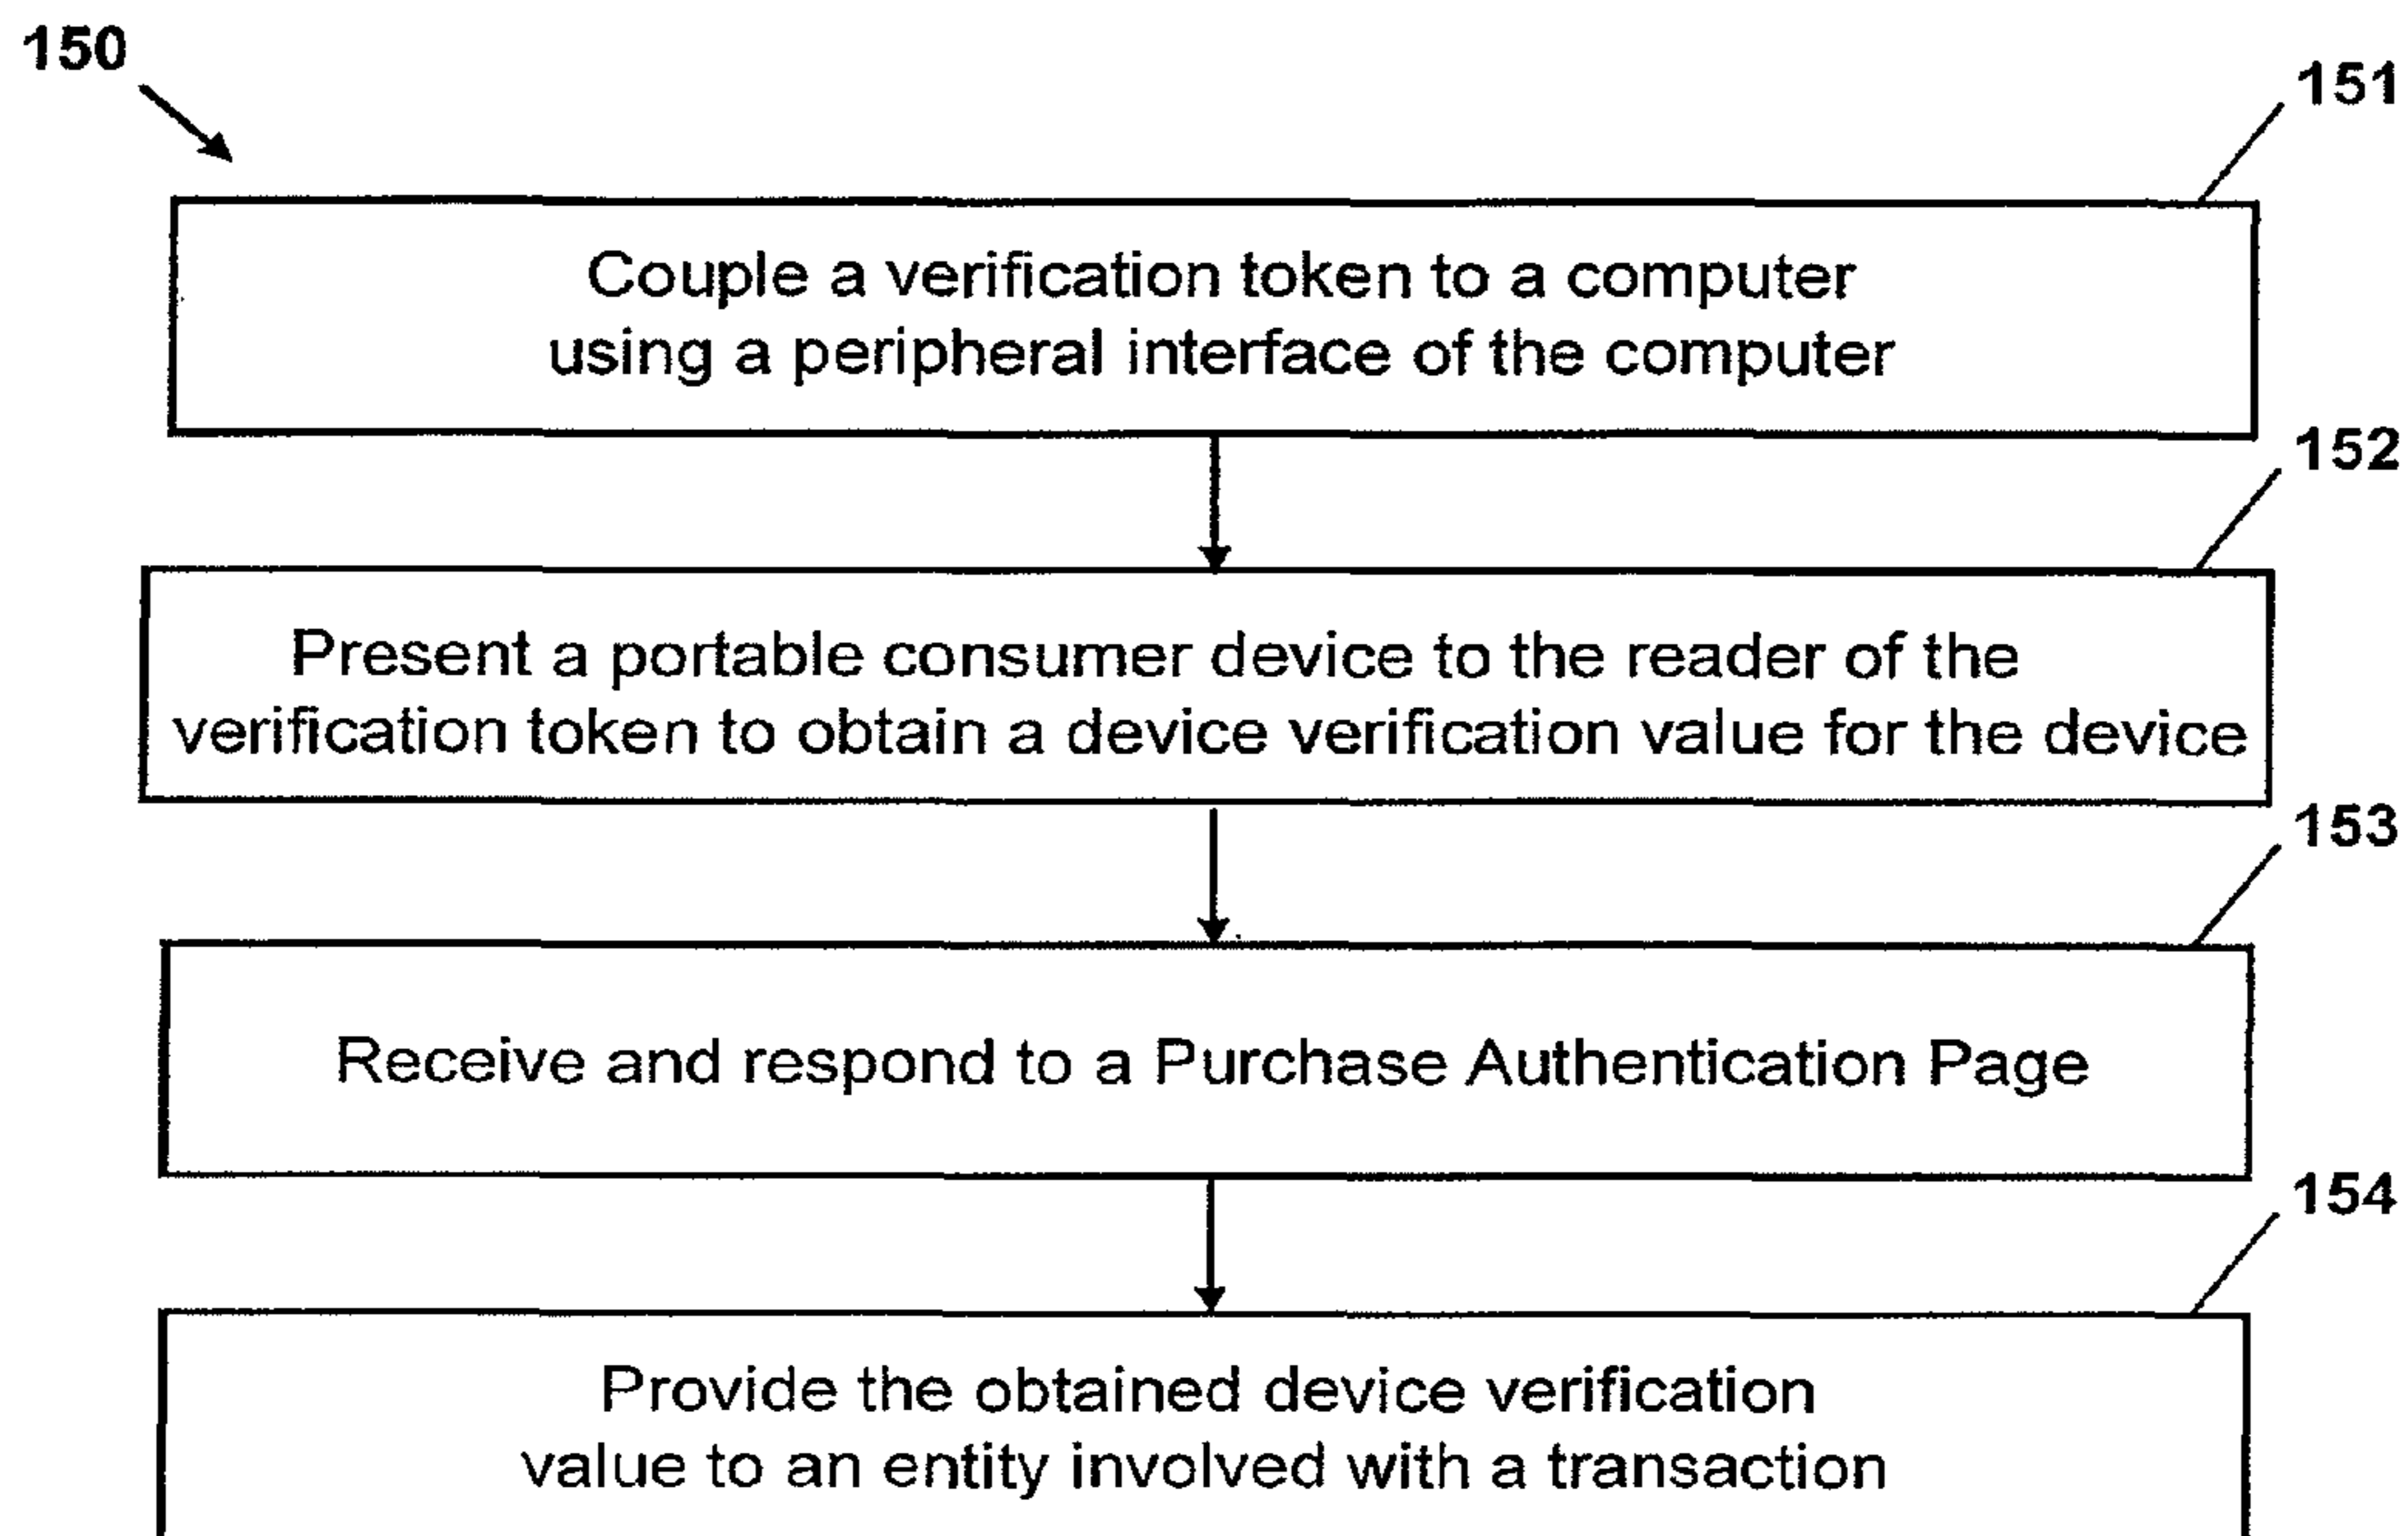 150
151
Couple a verification token to a computer
using a peripheral interface of the computer
152
Present a portable consumer device to the reader of the
verification token to obtain a device verification value for the device
153
Receive and respond to a Purchase Authentication Page
154
Provide the obtained device verification
value to an entity involved with a transaction